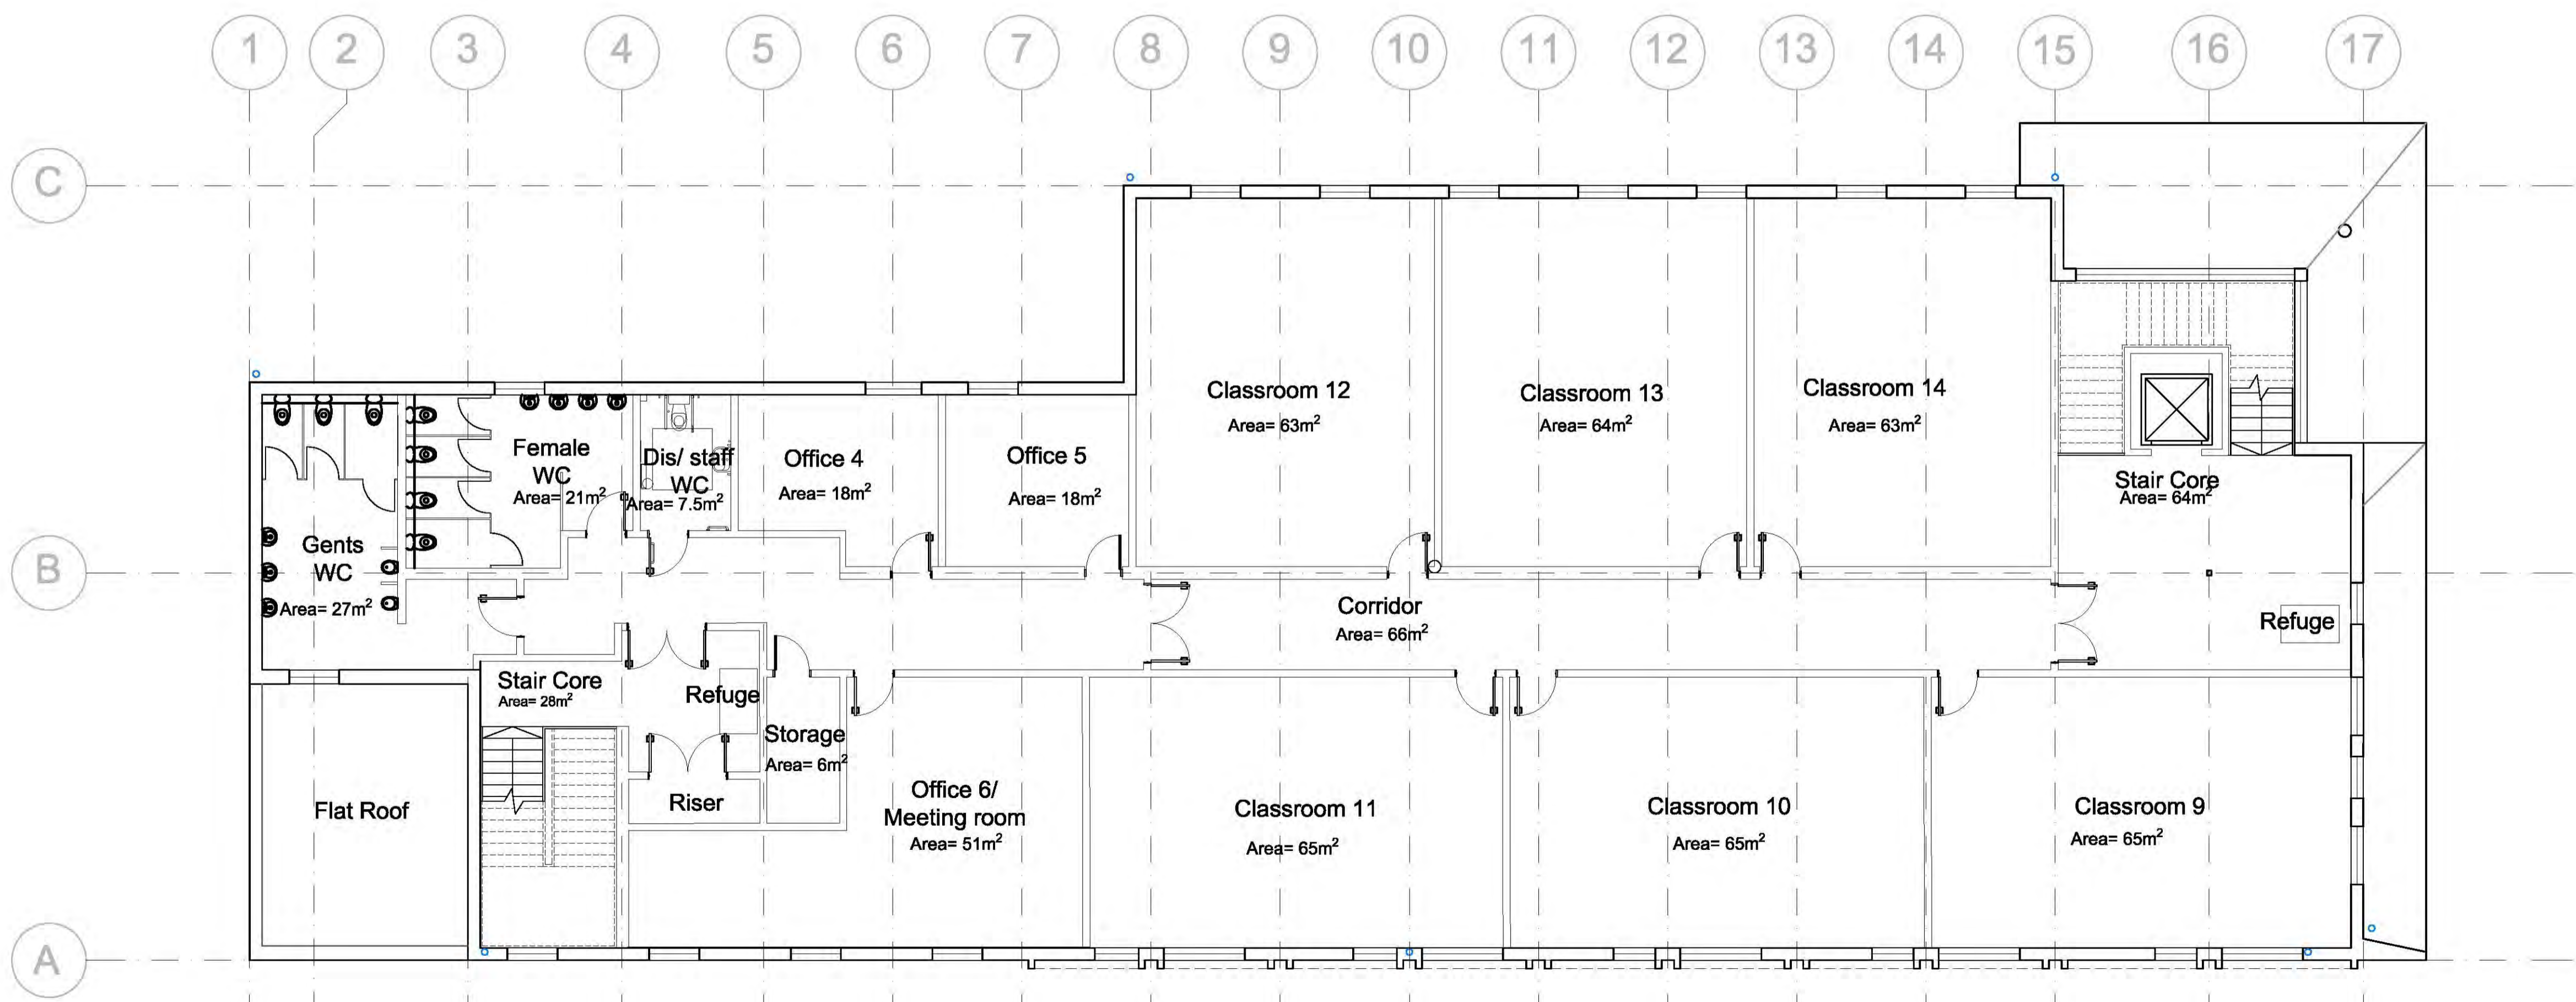 1 2 3 4 5 6 7 8 9 10 11 12 13 14 15 16 17
C
Classroom 12
Area= 63m²
Classroom 13
Area= 64m²
Classroom 14
Area= 63m²
Female
WC
Area= 21m²
Dis/ staff
WC
Area= 7.5m²
Office 4
Area= 18m²
Office 5
Area= 18m²
Stair Core
Area= 64m²
Gents
WC
Area= 27m²
B
Corridor
Area= 66m²
Refuge
Stair Core
Area= 28m²
Refuge
Storage
Area= 6m²
Riser
Flat Roof
Office 6/
Meeting room
Area= 51m²
Classroom 11
Area= 65m²
Classroom 10
Area= 65m²
Classroom 9
Area= 65m²
A